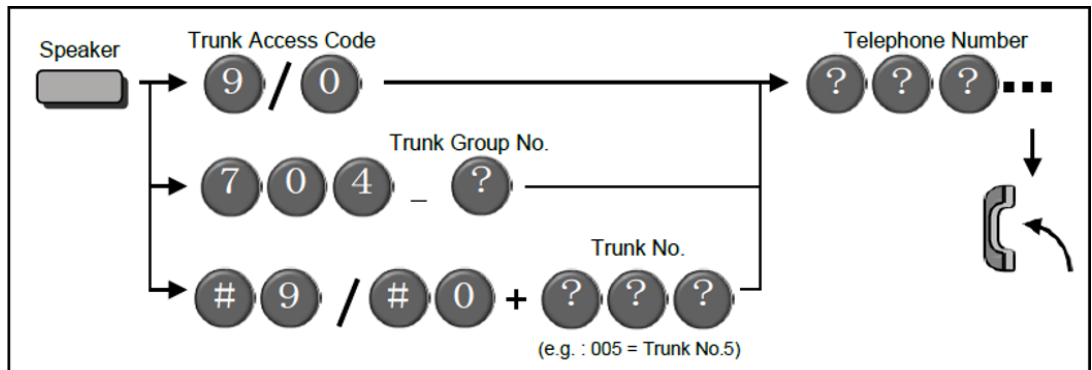 Speaker
Trunk Access Code
9 / 0
Telephone Number
? ? ? ...
Trunk Group No.
7 0 4 _ ?
Trunk No.
# 9 / # 0 + ? ? ?
(e.g. : 005 = Trunk No.5)